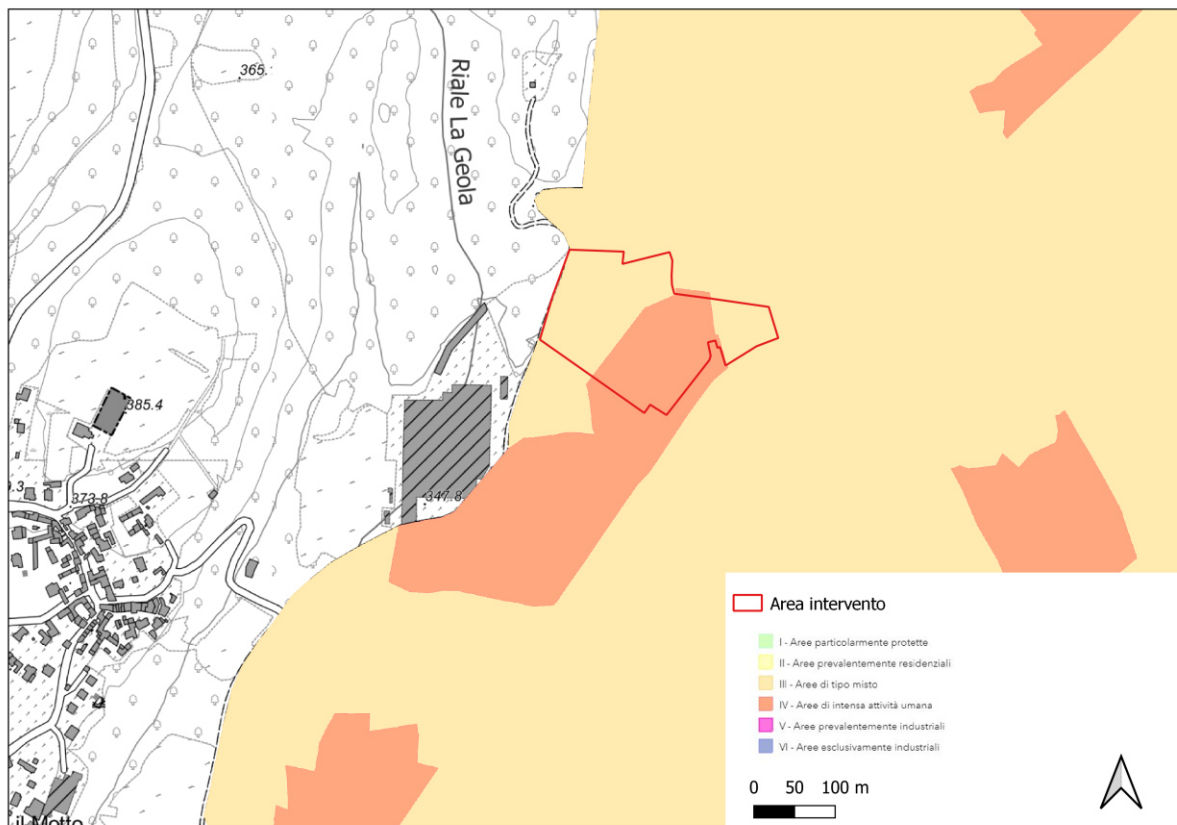 365.
Riale La Geola
385.4
9.3
373.8
347.8
il Motto
Area intervento
I - Aree particolarmente protette
II - Aree prevalentemente residenziali
III - Aree di tipo misto
IV - Aree di intensa attività umana
V - Aree prevalentemente industriali
VI - Aree esclusivamente industriali
0 50 100 m